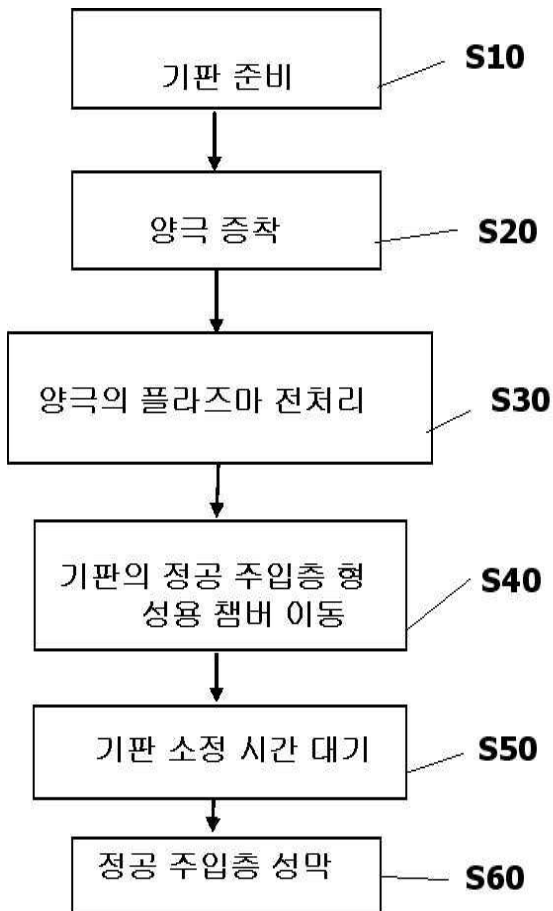 기판 준비
S10
양극 증착
S20
양극의 플라즈마 전처리
S30
기판의 정공 주입층 형
성용 챔버 이동
S40
기판 소정 시간 대기
S50
정공 주입층 성막
S60